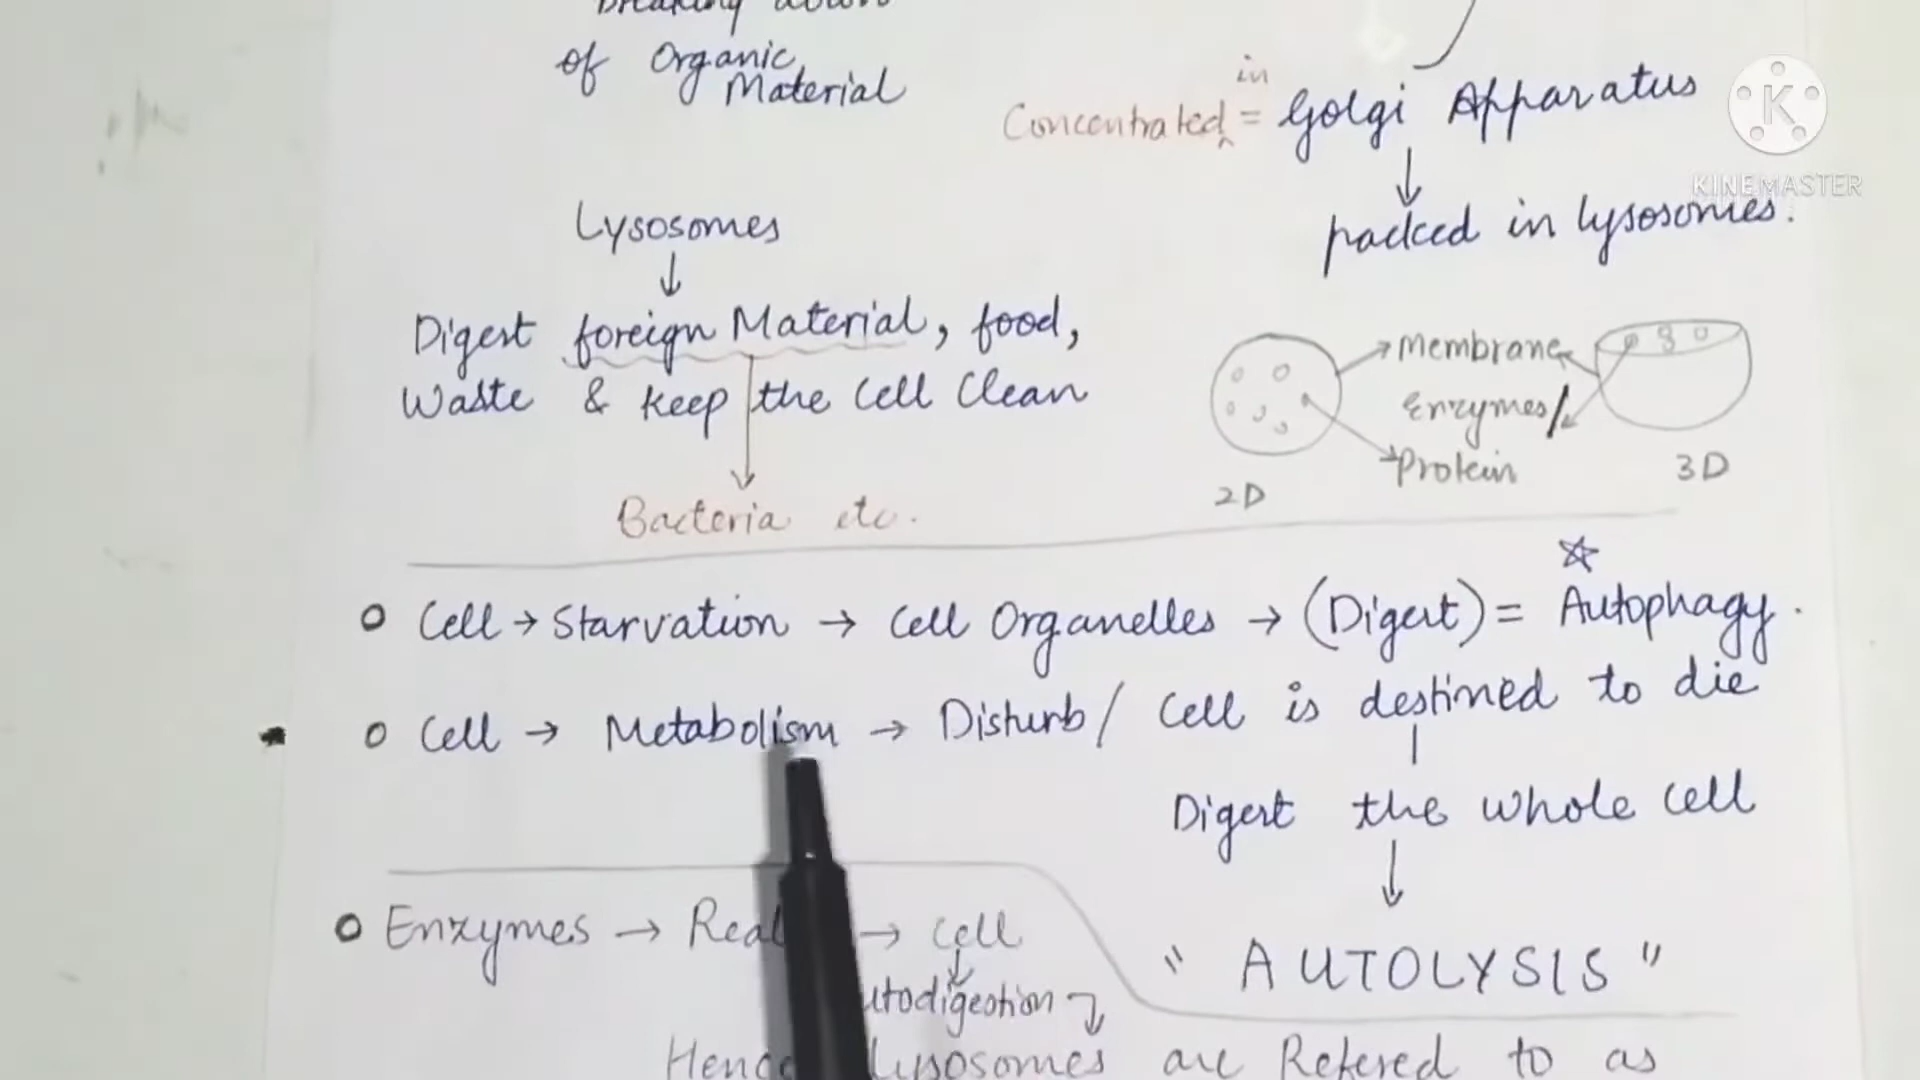 of Organic
Material
in
Concentrated = Golgi Apparatus
packed in lysosomes.
KINEMASTER
Lysosomes
Digest foreign Material, food,
Waste & Keep the Cell Clean
Bacteria etc.
Membrane
Enzymes/
Protein
2D
3D
Cell → Starvation → Cell Organelles → (Digest) = Autophagy.
Cell → Metabolism → Disturb / Cell is destined to die
Digest the whole cell
"AUTOLYSIS"
Enzymes → → Cell
Lysosomes are Refered to as